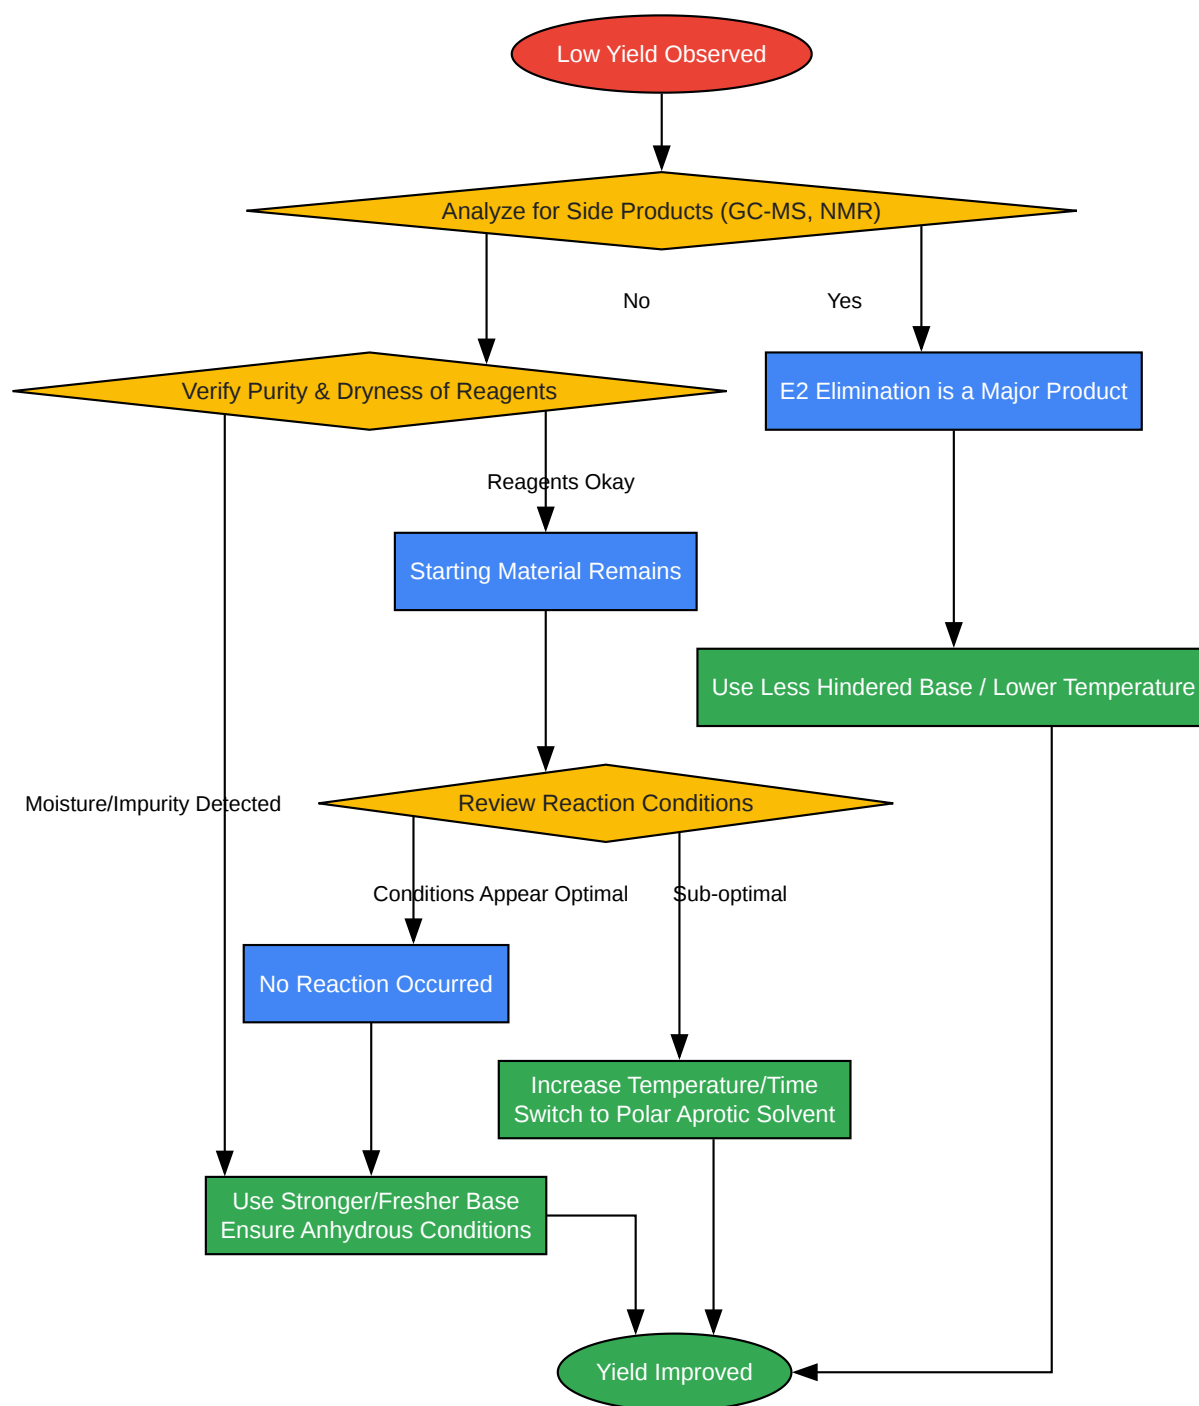 Low Yield Observed
Analyze for Side Products (GC-MS, NMR)
No
Yes
Verify Purity & Dryness of Reagents
E2 Elimination is a Major Product
Reagents Okay
Starting Material Remains
Use Less Hindered Base / Lower Temperature
Moisture/Impurity Detected
Review Reaction Conditions
Conditions Appear Optimal
Sub-optimal
No Reaction Occurred
Increase Temperature/Time
Switch to Polar Aprotic Solvent
Use Stronger/Fresher Base
Ensure Anhydrous Conditions
Yield Improved